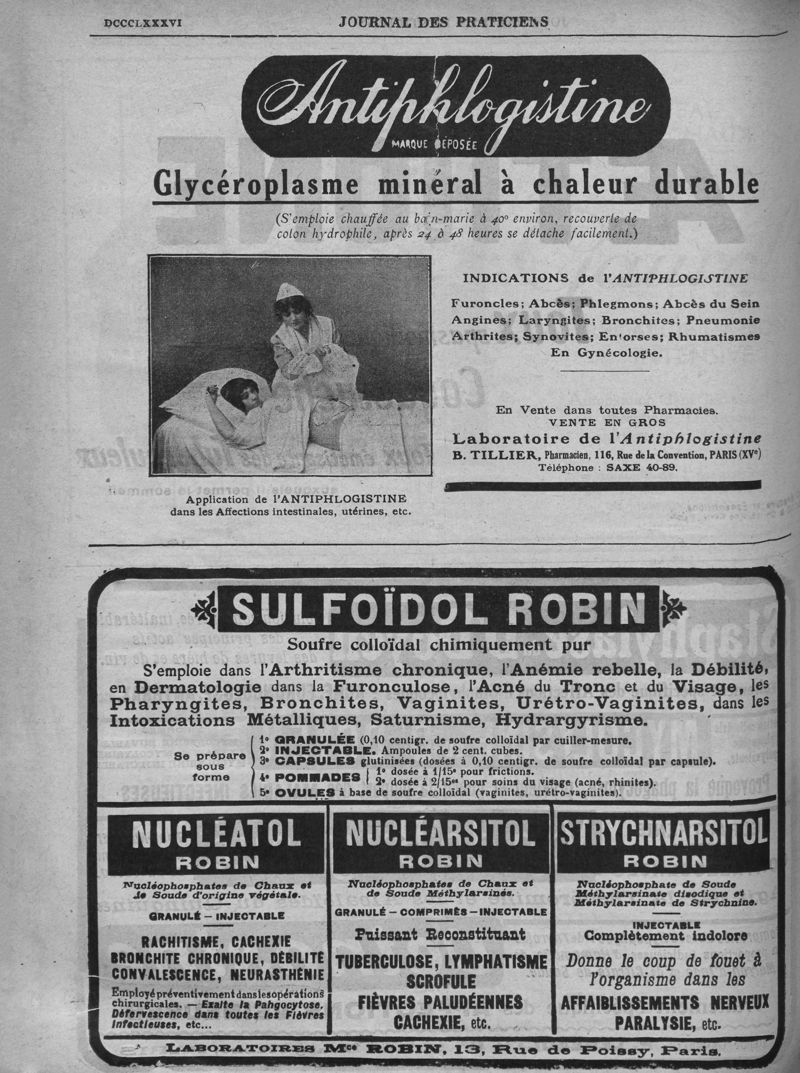 DCCCLXXXVI
JOURNAL DES PRATICIENS
Antiphlogistine
MARQUE DÉPOSÉE
Glycéroplasme minéral à chaleur durable
(S'emploie chauffée au bain-marie à 40° environ, recouverte de
coton hydrophile, après 24 à 48 heures se détache facilement.)
INDICATIONS de l'ANTIPHLOGISTINE
Furoncles; Abcès; Phlegmons; Abcès du Sein
Angines; Laryngites; Bronchites; Pneumonie
Arthrites; Synovites; Entorses; Rhumatismes
En Gynécologie.
En Vente dans toutes Pharmacies.
VENTE EN GROS
Laboratoire de l'Antiphlogistine
B. TILLIER, Pharmacien, 116, Rue de la Convention, PARIS (XVe)
Téléphone : SAXE 40-89.
Application de l'ANTIPHLOGISTINE
dans les Affections intestinales, utérines, etc.
SULFOÏDOL ROBIN
Soufre colloïdal chimiquement pur
S'emploie dans l'Arthritisme chronique, l'Anémie rebelle, la Débilité,
en Dermatologie dans la Furonculose, l'Acné du Tronc et du Visage, les
Pharyngites, Bronchites, Vaginites, Urétro-Vaginites, dans les
Intoxications Métalliques, Saturnisme, Hydrargyrisme.
Se prépare
sous
forme
1° GRANULÉE (0,10 centigr. de soufre colloïdal par cuiller-mesure.
2° INJECTABLE. Ampoules de 2 cent. cubes.
3° CAPSULES glutinisées (dosées à 0,10 centigr. de soufre colloïdal par capsule).
4° POMMADES
1° dosée à 1/15e pour frictions.
2° dosée à 2/15es pour soins du visage (acné, rhinites).
5° OVULES à base de soufre colloïdal (vaginites, urétro-vaginites).
NUCLÉATOL
ROBIN
Nucléophosphates de Chaux et
de Soude d'origine végétale.
GRANULÉ – INJECTABLE
RACHITISME, CACHEXIE
BRONCHITE CHRONIQUE, DÉBILITÉ
CONVALESCENCE, NEURASTHÉNIE
Employé préventivement dans les opérations
chirurgicales. — Exalte la Pahgocytose.
Défervescence dans toutes les Fièvres
infectieuses, etc...
NUCLÉARSITOL
ROBIN
Nucléophosphates de Chaux et
de Soude Méthylarsinés.
GRANULÉ – COMPRIMÉS – INJECTABLE
Puissant Reconstituant
TUBERCULOSE, LYMPHATISME
SCROFULE
FIÈVRES PALUDÉENNES
CACHEXIE, etc.
STRYCHNARSITOL
ROBIN
Nucléophosphate de Soude
Méthylarsinate disodique et
Méthylarsinate de Strychnine.
INJECTABLE
Complètement indolore
Donne le coup de fouet à
l'organisme dans les
AFFAIBLISSEMENTS NERVEUX
PARALYSIE, etc.
LABORATOIRES Mce ROBIN, 13, Rue de Poissy, Paris.